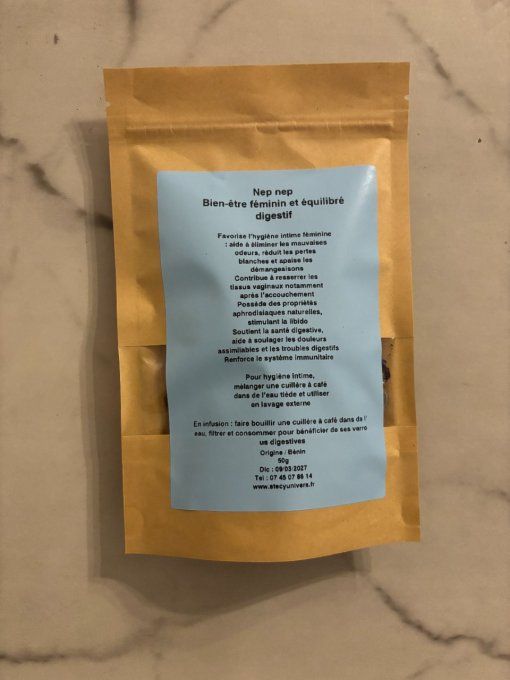 Nep nep
Bien-être féminin et équilibré
digestif
Favorise l'hygiène intime féminine
: aide à éliminer les mauvaises
odeurs, réduit les pertes
blanches et apaise les
démangeaisons
Contribue à resserrer les
tissus vaginaux notamment
après l'accouchement
Possède des propriétés
aphrodisiaques naturelles,
stimulant la libido
Soutient la santé digestive,
aide à soulager les douleurs
assimilables et les troubles digestifs
Renforce le système immunitaire
Pour hygiène intime,
mélanger une cuillère à café
dans de l'eau tiède et utiliser
en lavage externe
En infusion : faire bouillir une cuillère à café dans de l'
eau, filtrer et consommer pour bénéficier de ses verte
us digestives
Origine / Bénin
50g
Dlc : 09/03/2027
Tel : 07 45 07 86 14
www.stecyunivers.fr